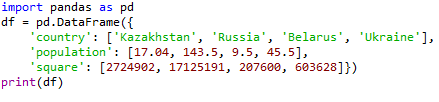 import pandas as pd
df = pd.DataFrame({
    'country': ['Kazakhstan', 'Russia', 'Belarus', 'Ukraine'],
    'population': [17.04, 143.5, 9.5, 45.5],
    'square': [2724902, 17125191, 207600, 603628]})
print(df)